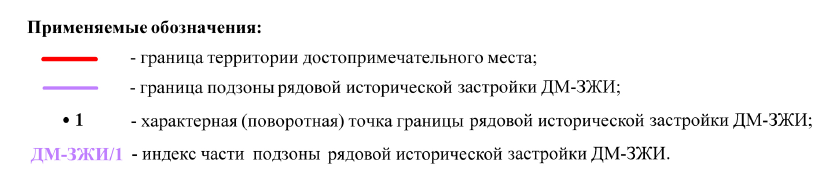 Применяемые обозначения:
- граница территории достопримечательного места;
- граница подзоны рядовой исторической застройки ДМ-ЗЖИ;
• 1 - характерная (поворотная) точка границы рядовой исторической застройки ДМ-ЗЖИ;
ДМ-ЗЖИ/1 - индекс части подзоны рядовой исторической застройки ДМ-ЗЖИ.